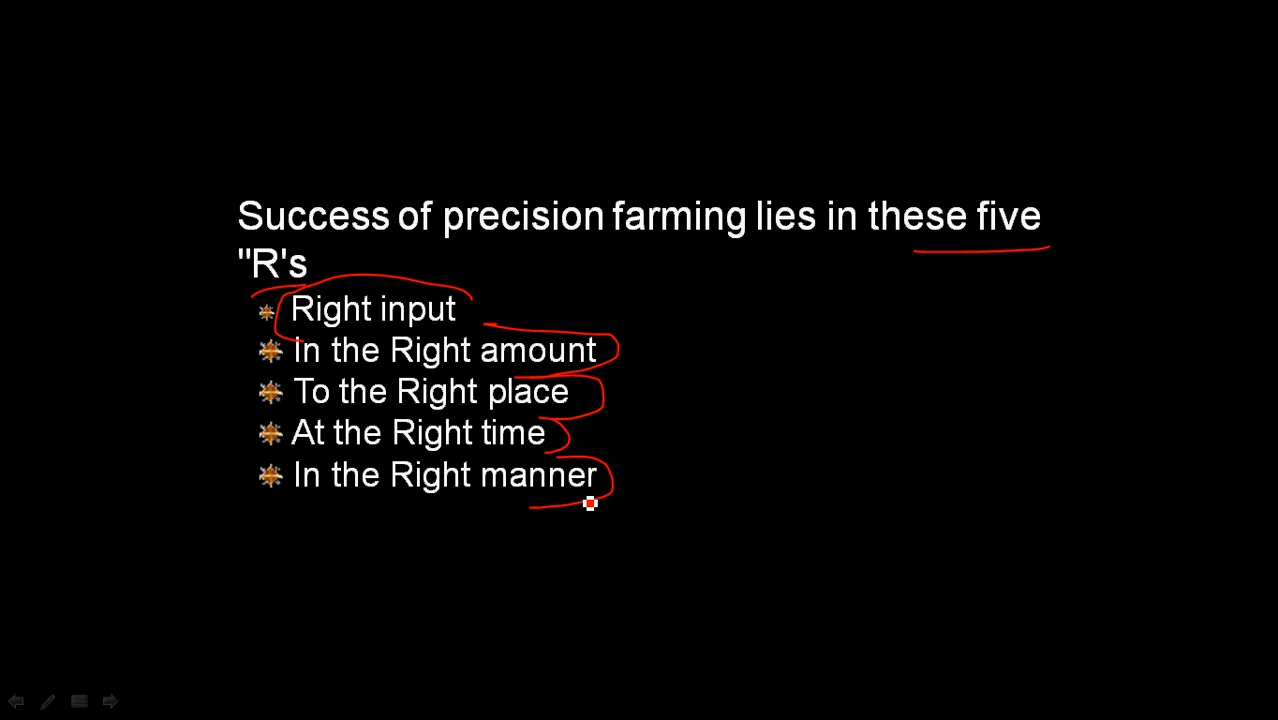 Success of precision farming lies in these five
"R's
Right input
In the Right amount
To the Right place
At the Right time
In the Right manner